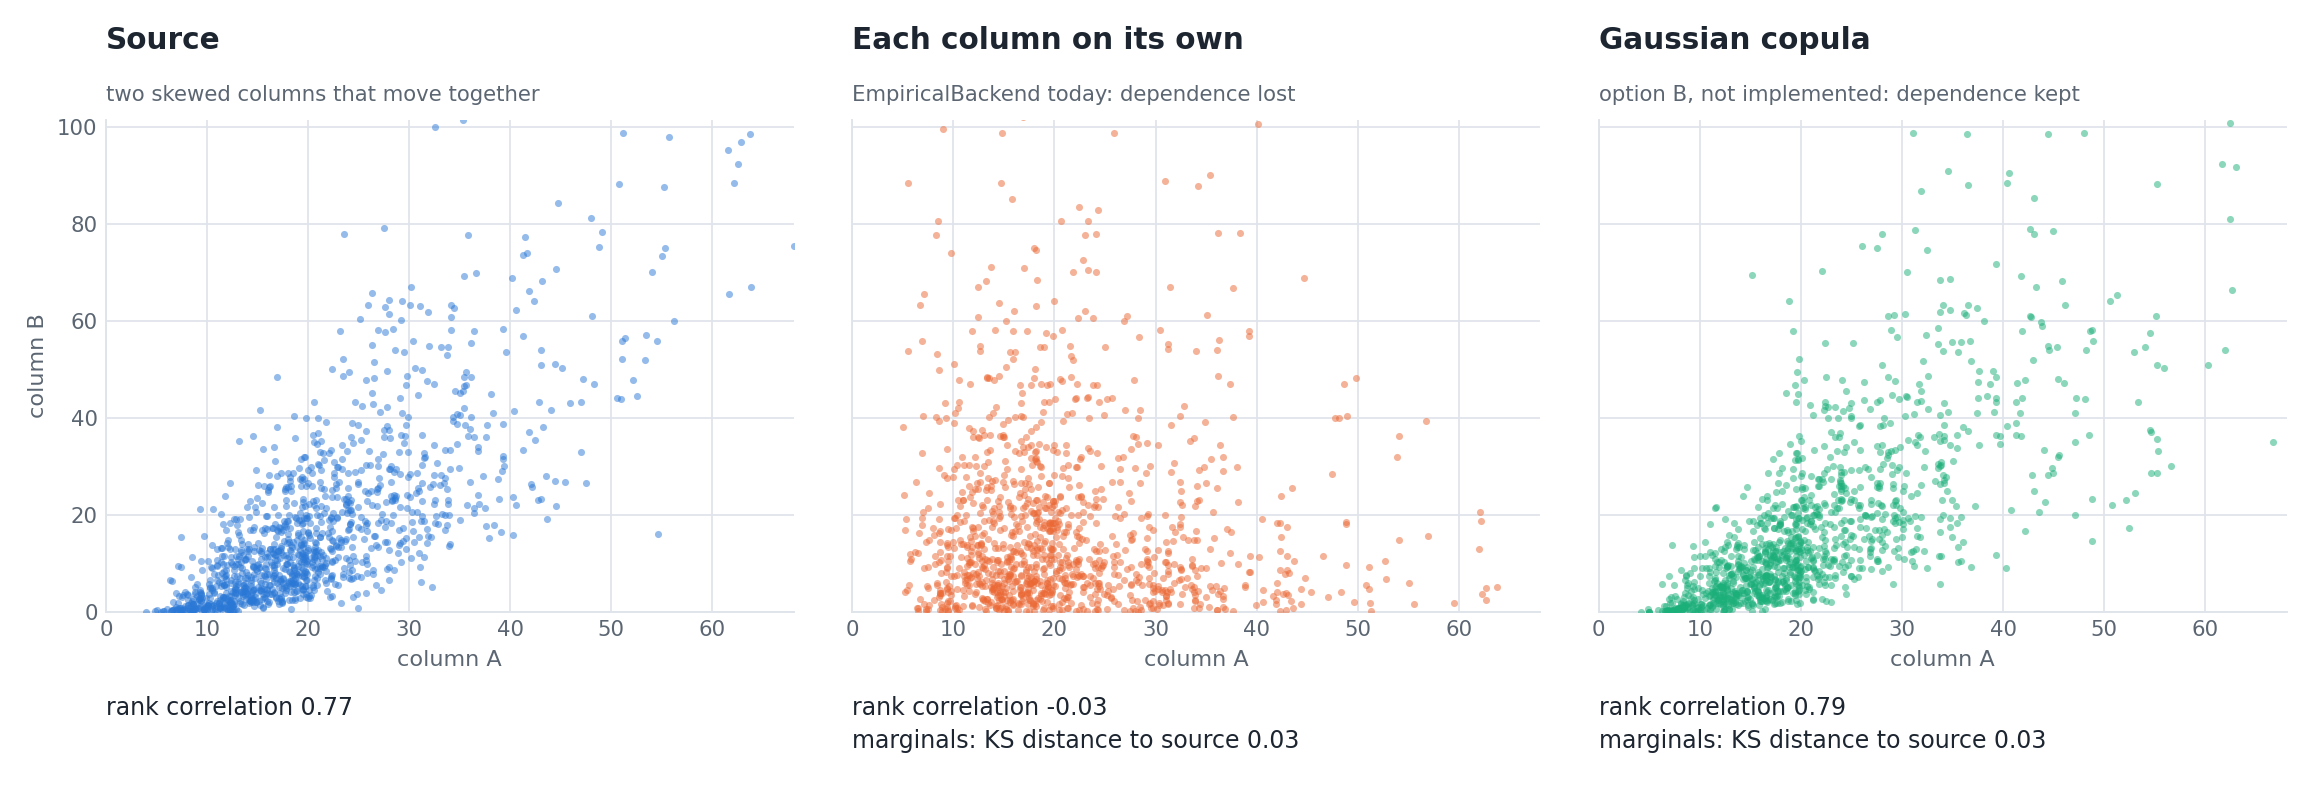 Source
two skewed columns that move together
100
80
60
40
20
0
column B
0 10 20 30 40 50 60
column A
rank correlation 0.77
Each column on its own
EmpiricalBackend today: dependence lost
0 10 20 30 40 50 60
column A
rank correlation -0.03
marginals: KS distance to source 0.03
Gaussian copula
option B, not implemented: dependence kept
0 10 20 30 40 50 60
column A
rank correlation 0.79
marginals: KS distance to source 0.03